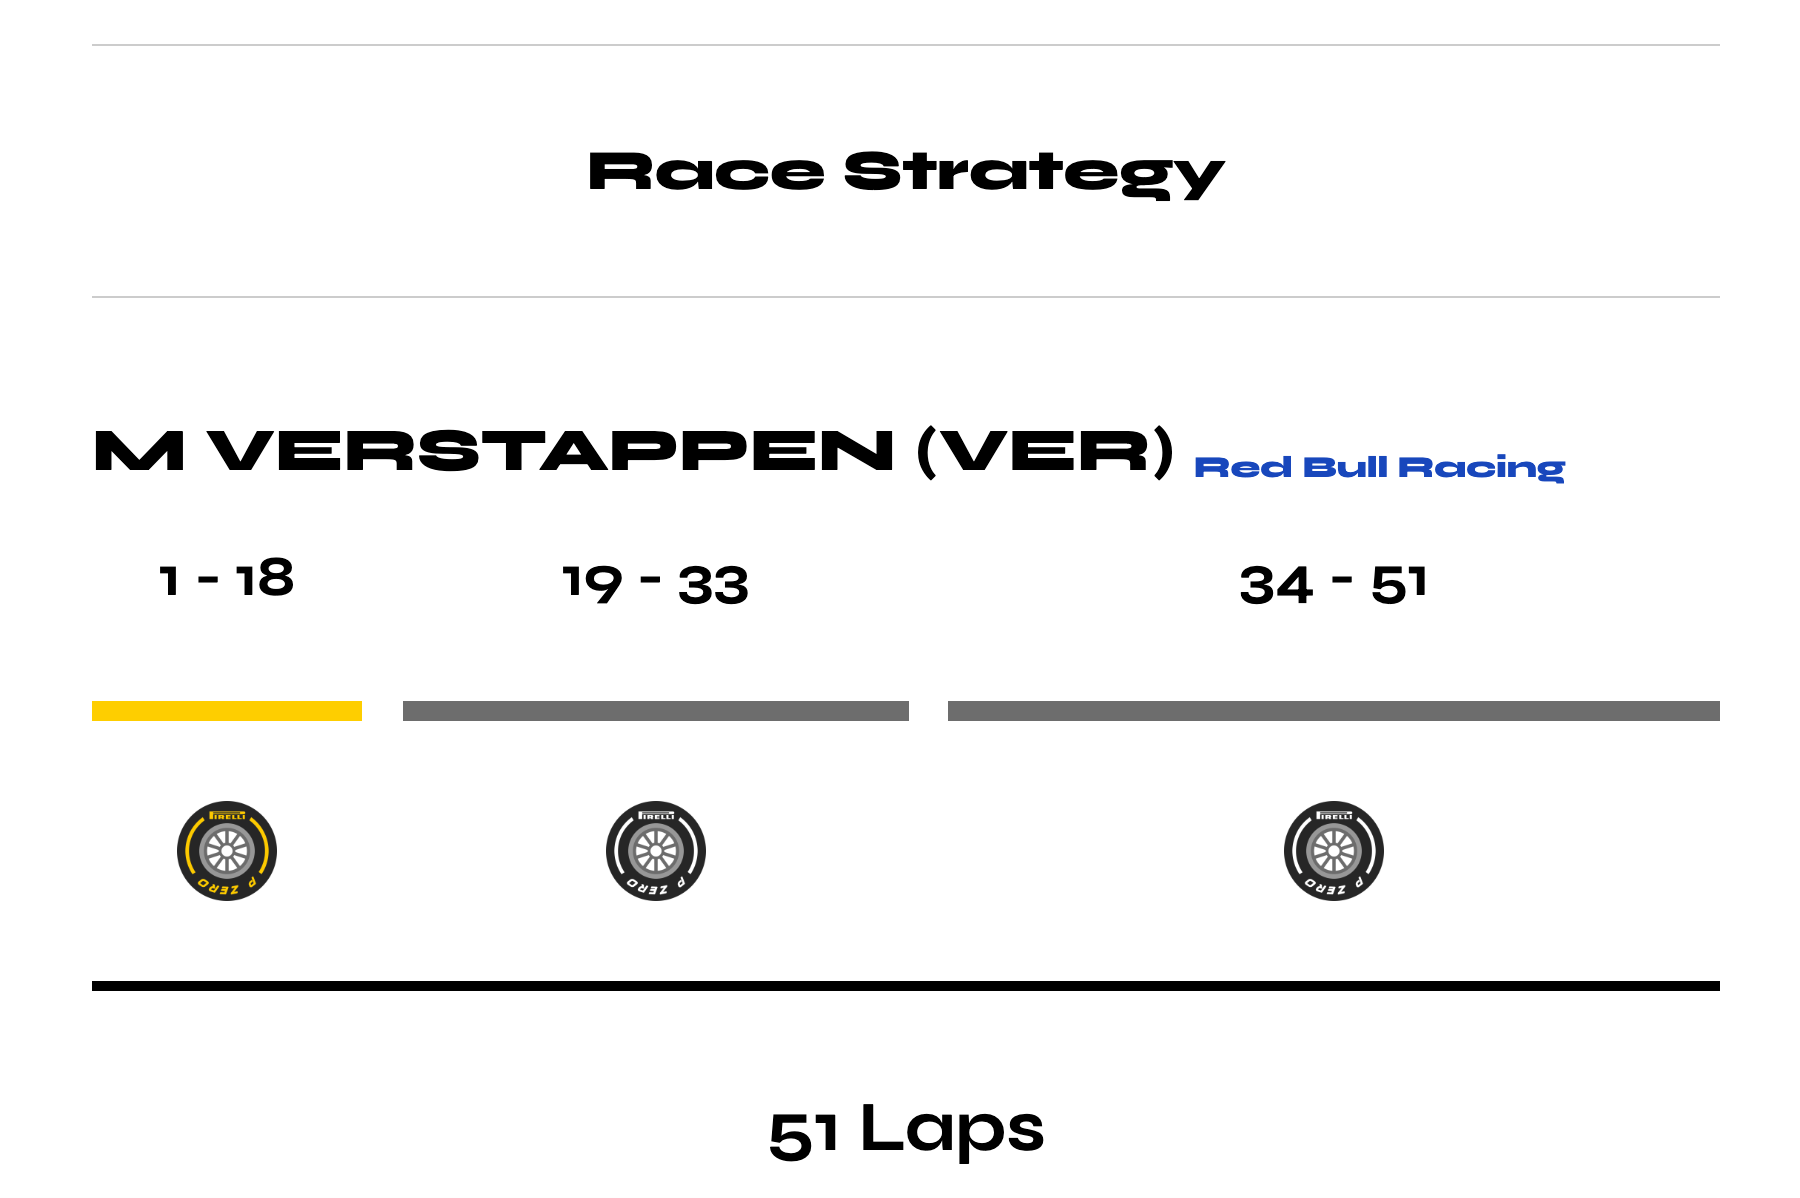 Race Strategy
M VERSTAPPEN (VER) Red Bull Racing
1 - 18 19 - 33 34 - 51
PIRELLI PIRELLI PIRELLI
P ZERO P ZERO P ZERO
51 Laps